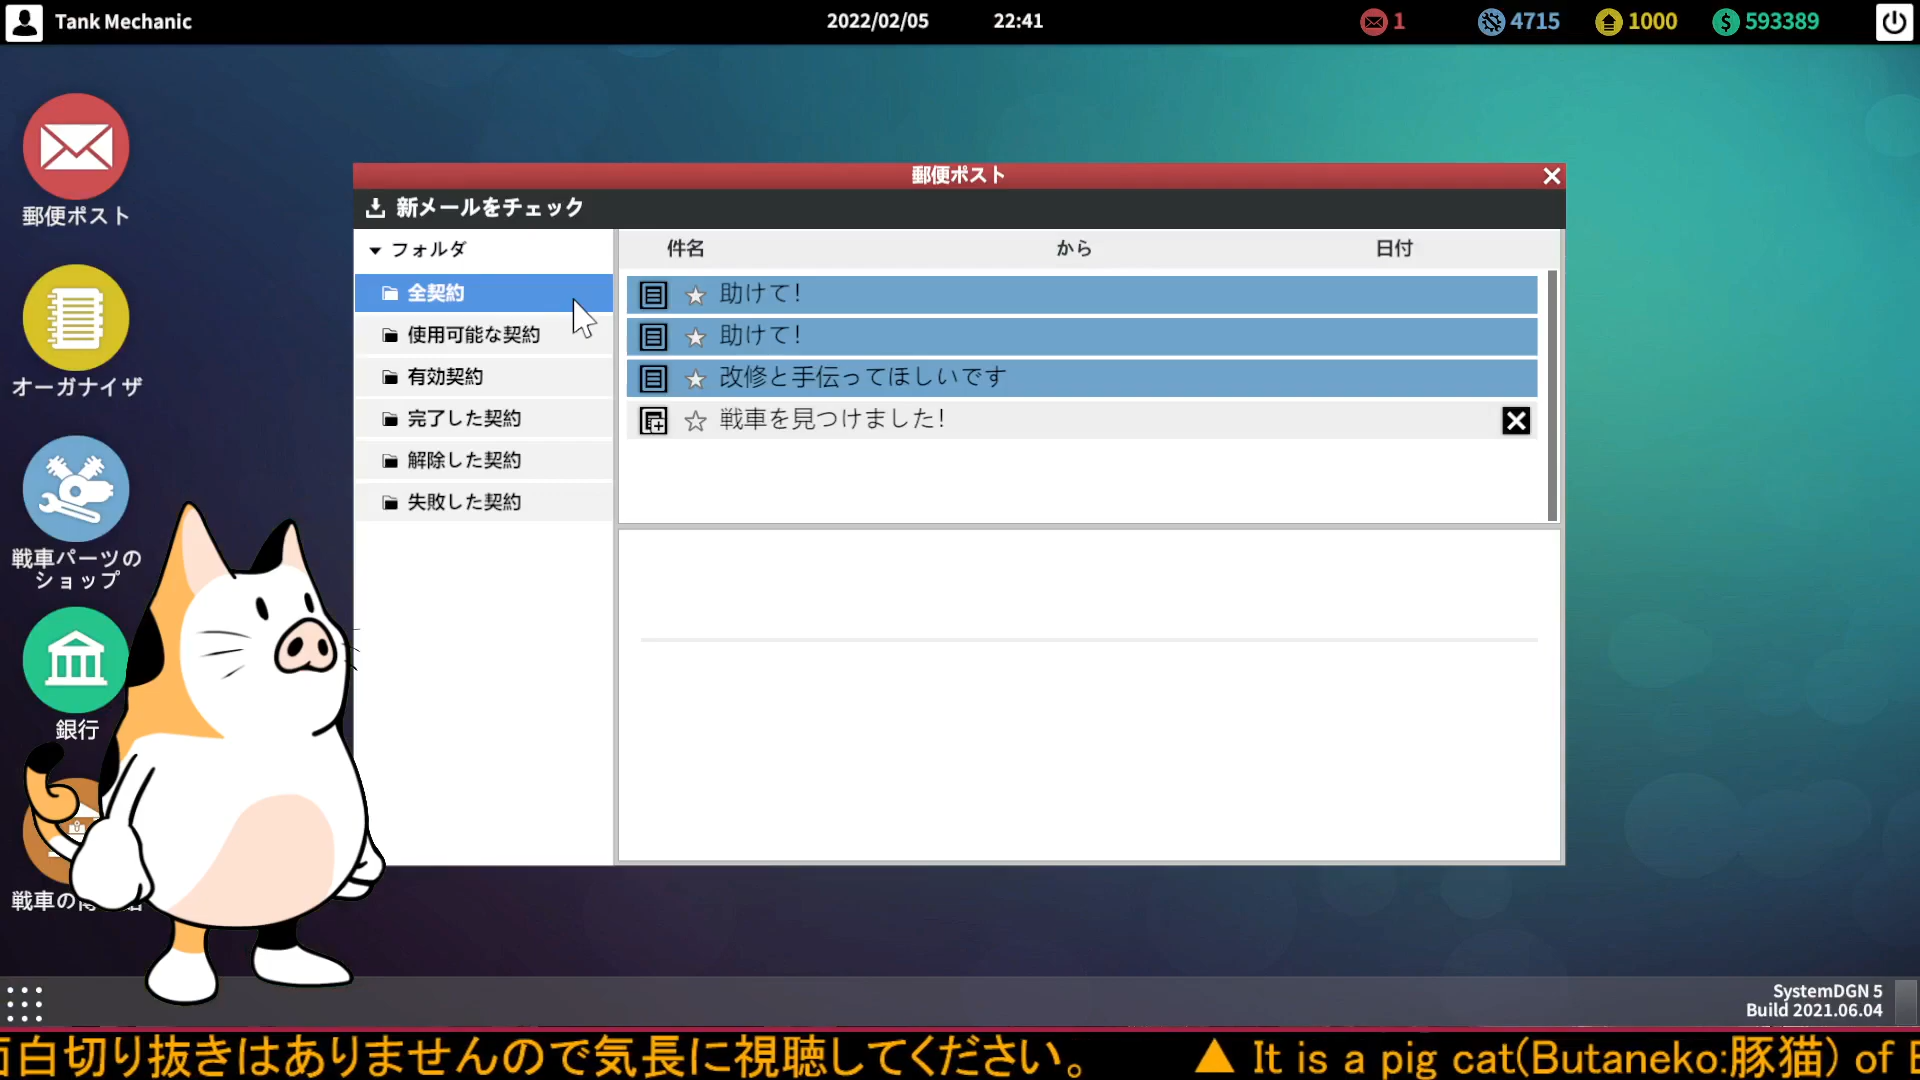 Tank Mechanic
2022/02/05 22:41
1 4715 1000 593389
郵便ポスト
オーガナイザ
戦車パーツの
ショップ
銀行
戦車の
郵便ポスト
新メールをチェック
フォルダ
全契約
使用可能な契約
有効契約
完了した契約
解除した契約
失敗した契約
件名 から 日付
助けて！
助けて！
改修と手伝ってほしいです
戦車を見つけました！
SystemDGN 5
Build 2021.06.04
白切り抜きはありませんので気長に視聴してください。 ▲ It is a pig cat(Butaneko:豚猫) of